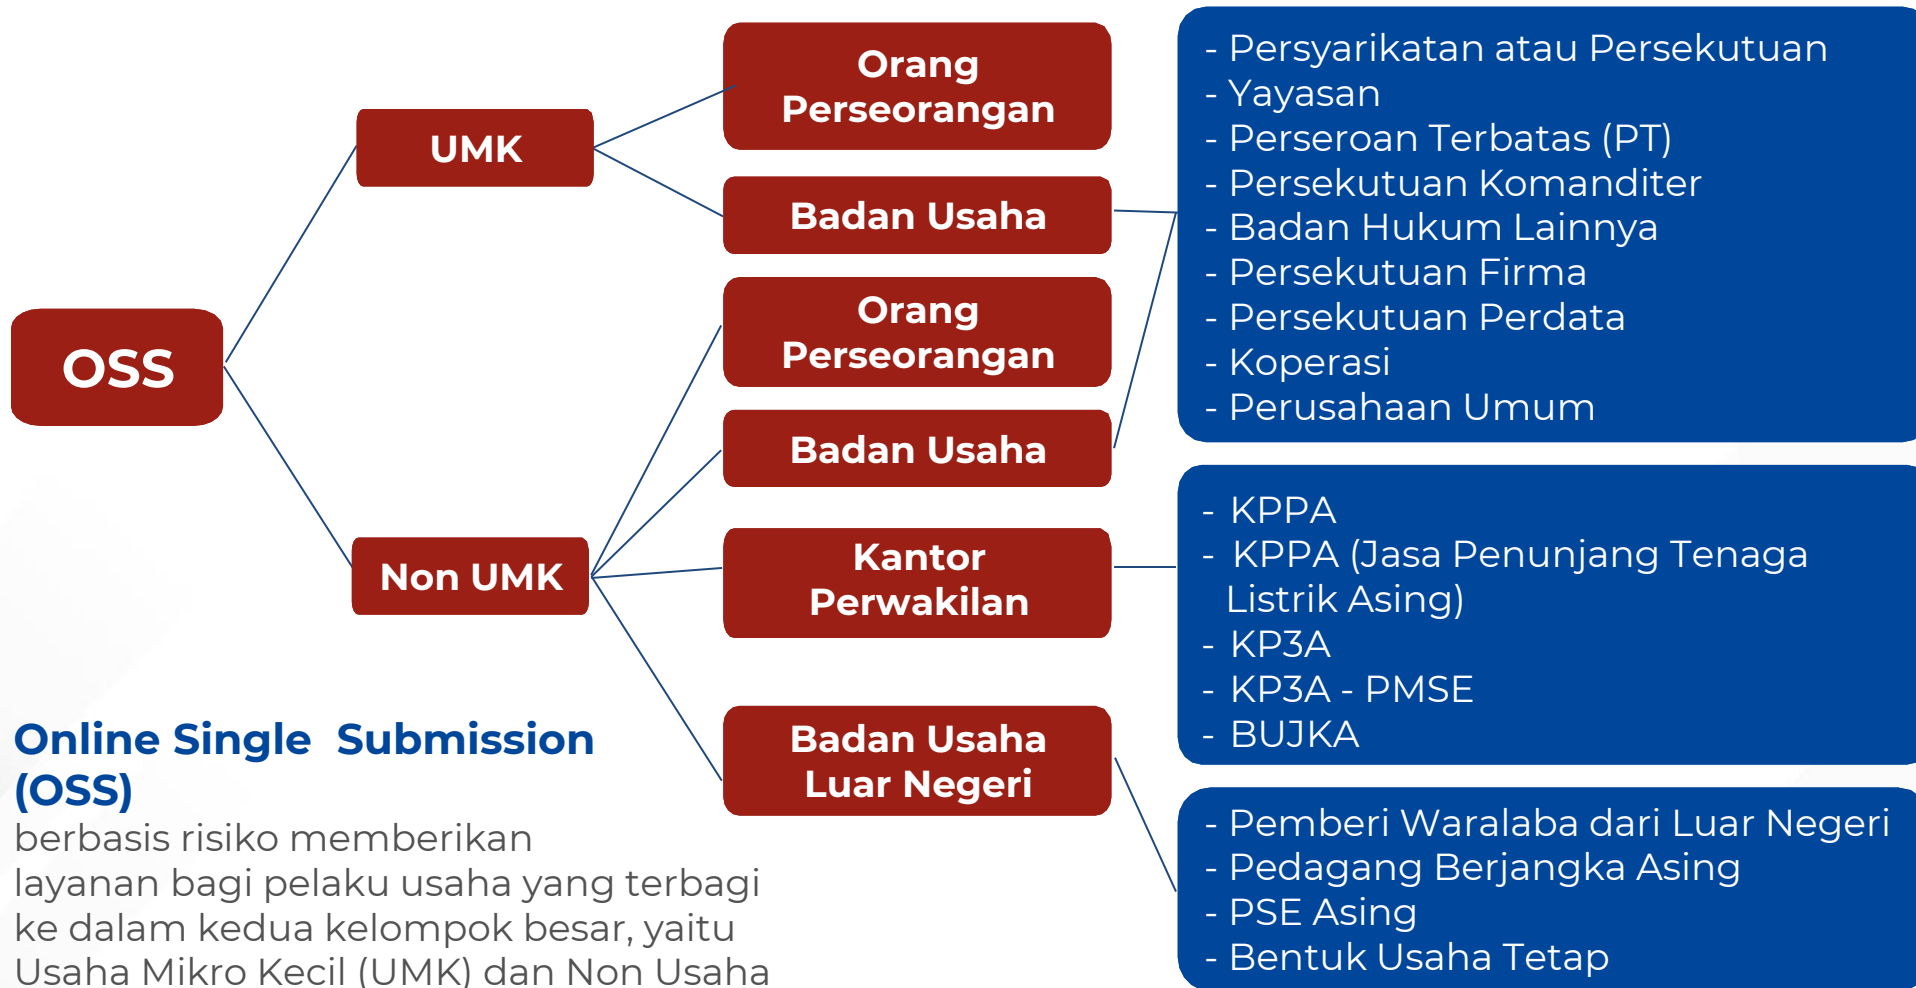 OSS
UMK
Non UMK
Orang
Perseorangan
Badan Usaha
Orang
Perseorangan
Badan Usaha
Kantor
Perwakilan
Badan Usaha
Luar Negeri
- Persyarikatan atau Persekutuan
- Yayasan
- Perseroan Terbatas (PT)
- Persekutuan Komanditer
- Badan Hukum Lainnya
- Persekutuan Firma
- Persekutuan Perdata
- Koperasi
- Perusahaan Umum
- KPPA
- KPPA (Jasa Penunjang Tenaga
Listrik Asing)
- KP3A
- KP3A - PMSE
- BUJKA
- Pemberi Waralaba dari Luar Negeri
- Pedagang Berjangka Asing
- PSE Asing
- Bentuk Usaha Tetap
Online Single Submission
(OSS)
berbasis risiko memberikan
layanan bagi pelaku usaha yang terbagi
ke dalam kedua kelompok besar, yaitu
Usaha Mikro Kecil (UMK) dan Non Usaha